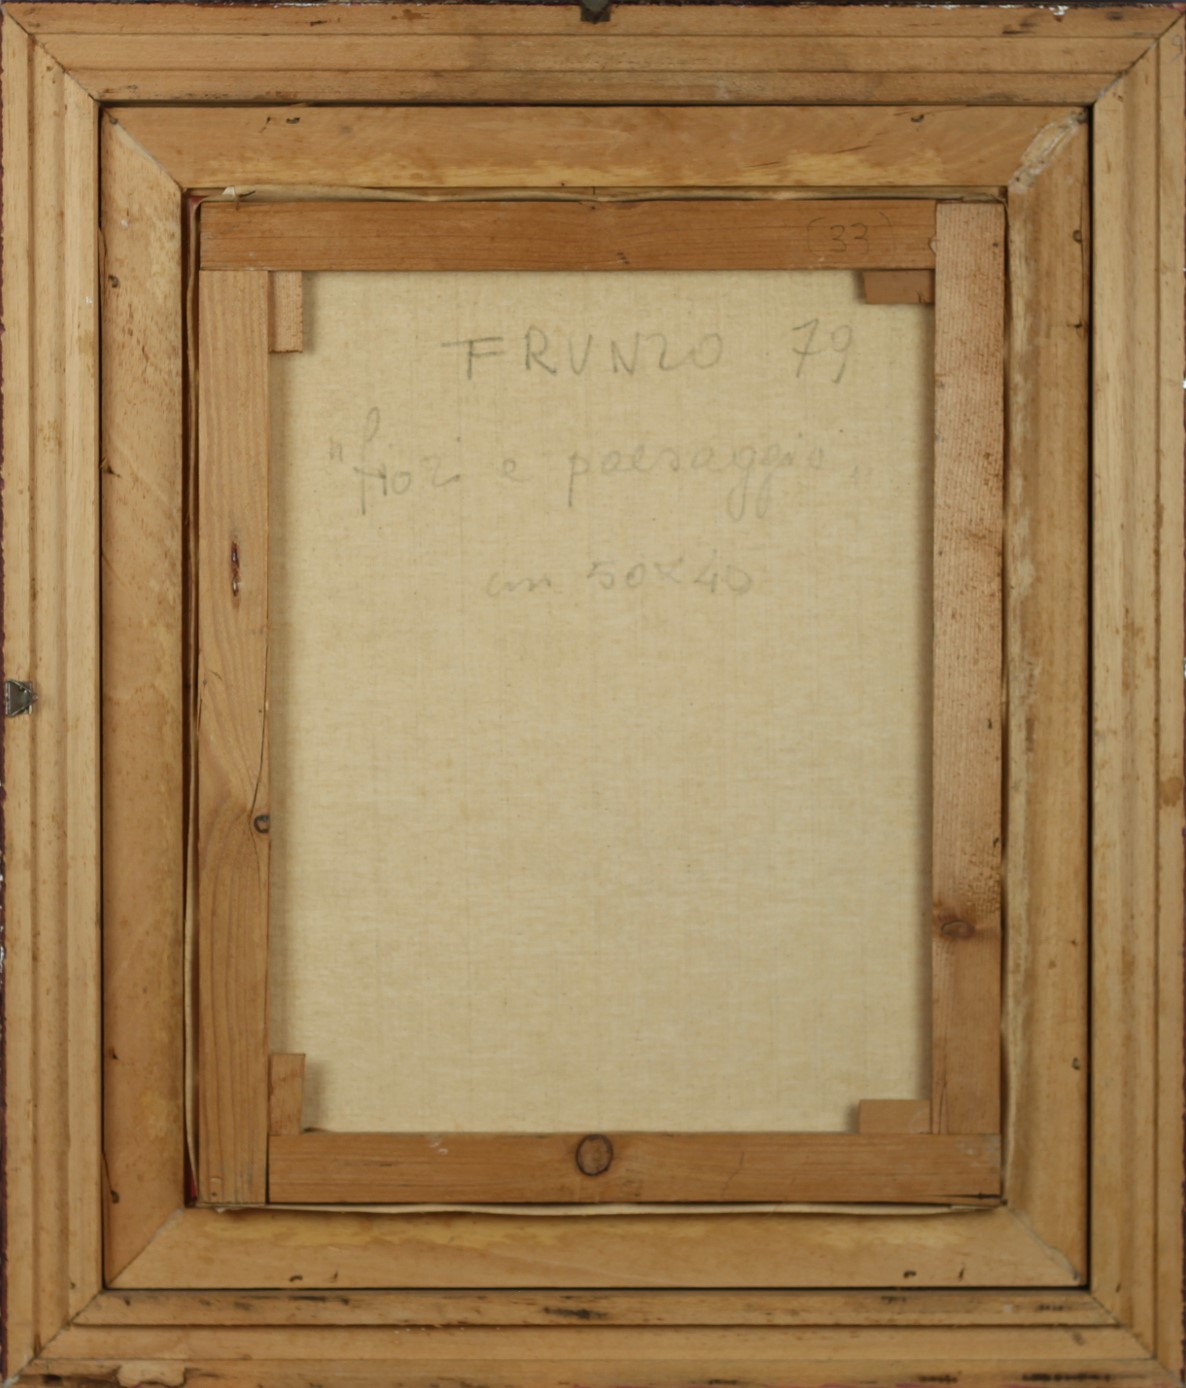 (33)
FRUNZO 79
"fiori e paesaggio"
cm 50x40